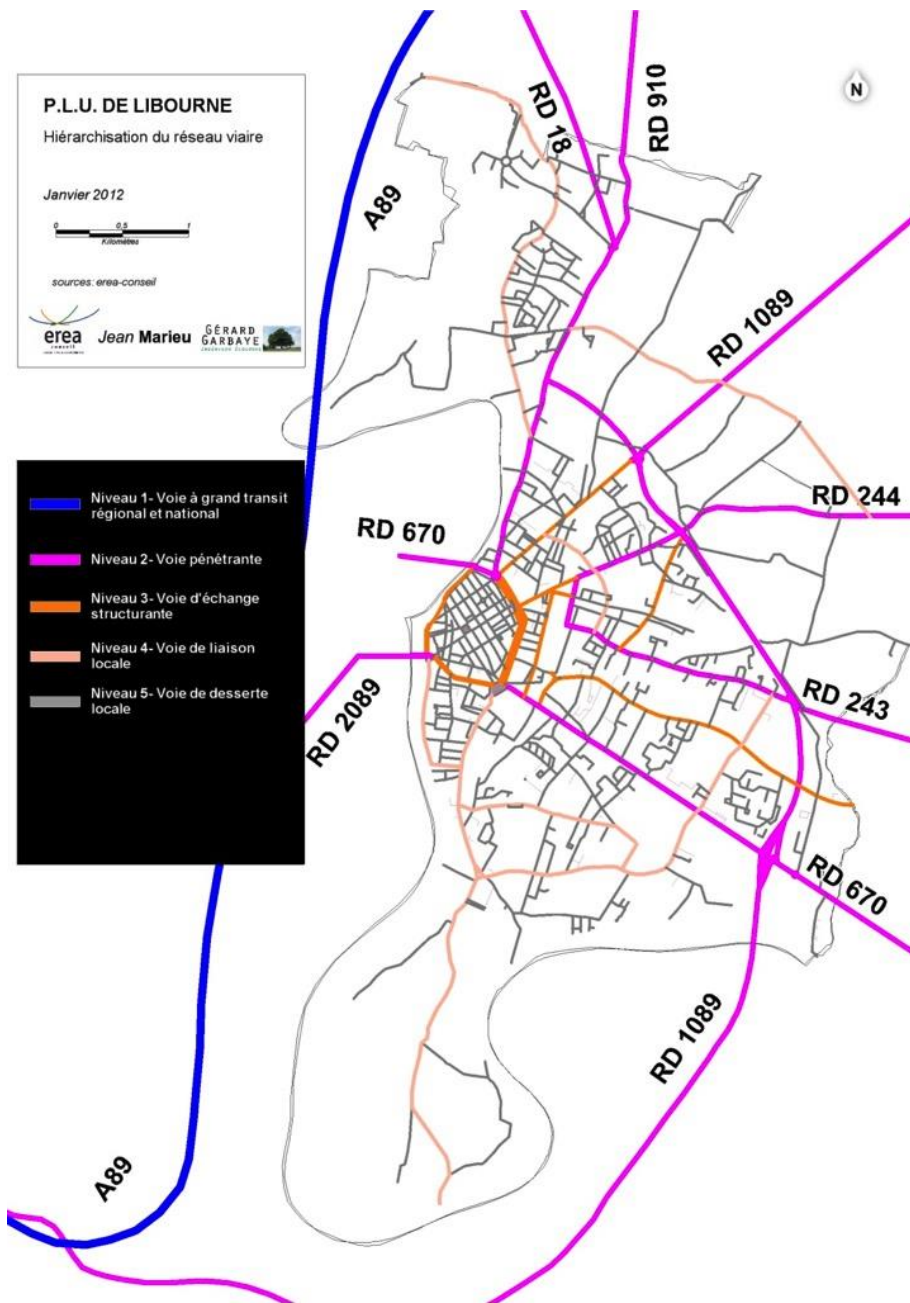 P.L.U. DE LIBOURNE
Hiérarchisation du réseau viaire
Janvier 2012
0 0,5 1
Kilomètres
sources: erea-conseil
erea
conseil
Jean Marieu
GÉRARD
GARBAYE
N
RD 18
RD 910
A89
RD 1089
RD 244
RD 670
RD 2089
RD 243
RD 670
RD 1089
A89
Niveau 1- Voie à grand transit
régional et national
Niveau 2- Voie pénétrante
Niveau 3- Voie d'échange
structurante
Niveau 4- Voie de liaison
locale
Niveau 5- Voie de desserte
locale